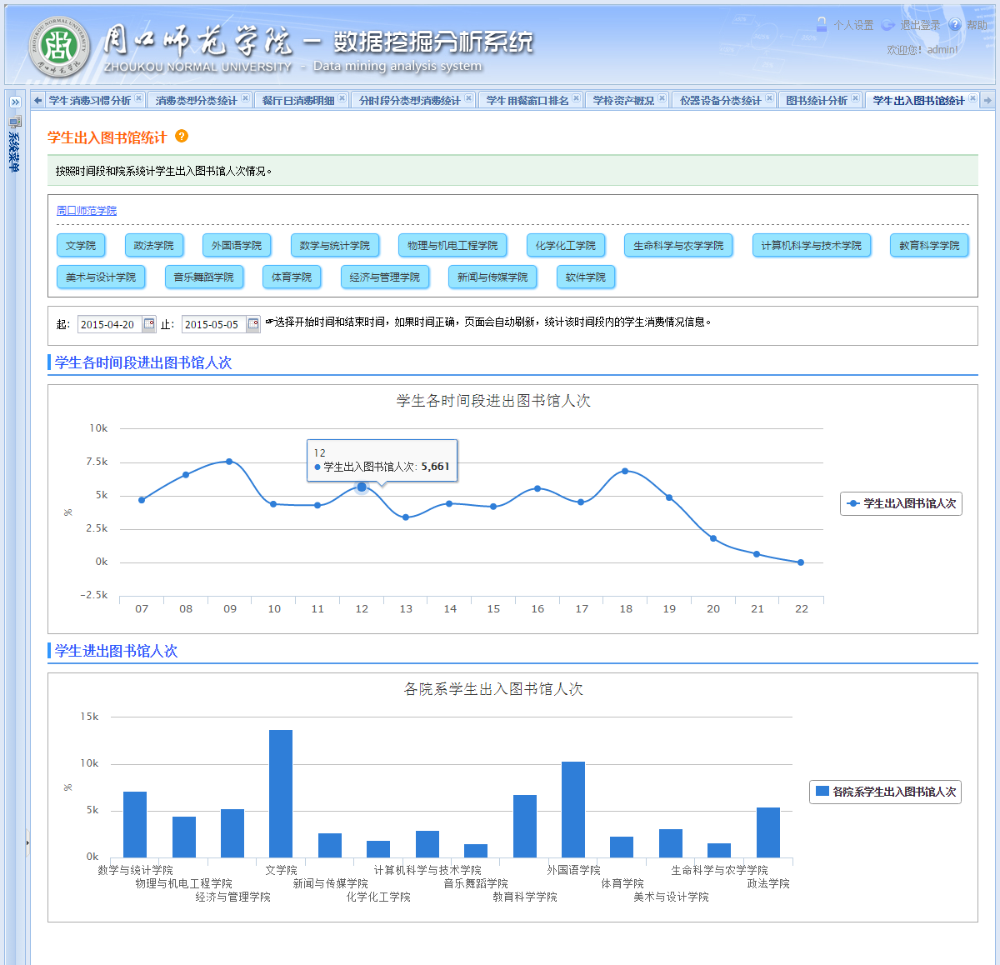 周口师范学院 － 数据挖掘分析系统
ZHOUKOU NORMAL UNIVERSITY － Data mining analysis system
个人设置 退出登录 帮助
欢迎您! admin!
学生消费习惯分析 消费类型分类统计 餐厅日消费明细 分时段分类型消费统计 学生用餐窗口排名 学校资产概况 仪器设备分类统计 图书统计分析 学生出入图书馆统计
系统菜单
学生出入图书馆统计
按照时间段和院系统计学生出入图书馆人次情况。
周口师范学院
文学院 政法学院 外国语学院 数学与统计学院 物理与机电工程学院 化学化工学院 生命科学与农学学院 计算机科学与技术学院 教育科学学院
美术与设计学院 音乐舞蹈学院 体育学院 经济与管理学院 新闻与传媒学院 软件学院
起: 2015-04-20 止: 2015-05-05 ☛选择开始时间和结束时间，如果时间正确，页面会自动刷新，统计该时间段内的学生消费情况信息。
学生各时间段进出图书馆人次
学生各时间段进出图书馆人次
10k
7.5k
5k
2.5k
0k
-2.5k
%
12
学生出入图书馆人次: 5,661
学生出入图书馆人次
07 08 09 10 11 12 13 14 15 16 17 18 19 20 21 22
学生进出图书馆人次
各院系学生出入图书馆人次
15k
10k
5k
0k
%
各院系学生出入图书馆人次
数学与统计学院 文学院 计算机科学与技术学院 外国语学院 生命科学与农学学院
物理与机电工程学院 新闻与传媒学院 音乐舞蹈学院 体育学院 政法学院
经济与管理学院 化学化工学院 教育科学学院 美术与设计学院